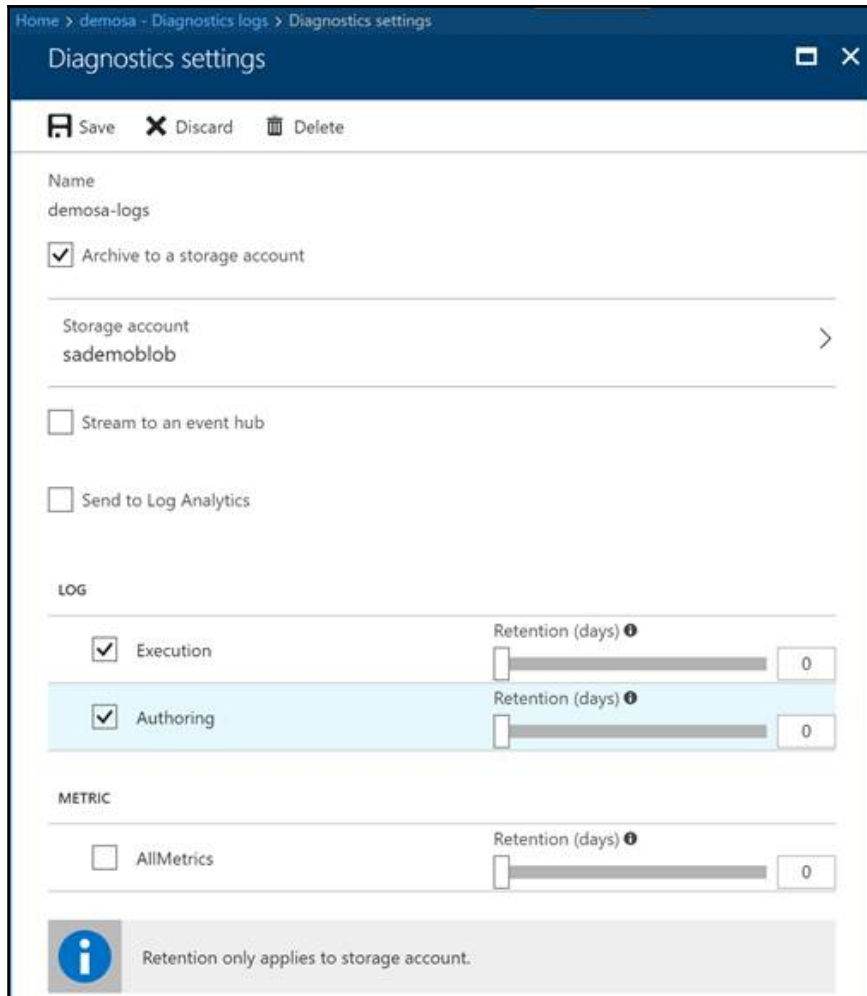 Home > demosa - Diagnostics logs > Diagnostics settings
Diagnostics settings
Save Discard Delete
Name
demosa-logs
Archive to a storage account
Storage account
sademoblob
Stream to an event hub
Send to Log Analytics
LOG
Execution Retention (days) 0
Authoring Retention (days) 0
METRIC
AllMetrics Retention (days) 0
Retention only applies to storage account.